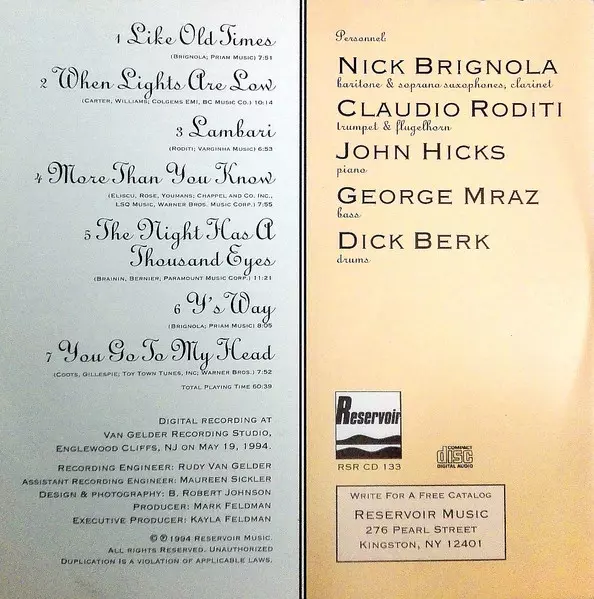 1 Like Old Times
(Brignola; Priam Music) 7:51
2 When Lights Are Low
(Carter, Williams; Colgems EMI, BC Music Co.) 10:14
3 Lambari
(Roditi; Varginha Music) 6:53
4 More Than You Know
(Eliscu, Rose, Youmans; Chappel and Co. Inc.,
LSQ Music, Warner Bros. Music Corp.) 7:55
5 The Night Has A
Thousand Eyes
(Brainin, Bernier, Paramount Music Corp.) 11:21
6 Y's Way
(Brignola; Priam Music) 8:05
7 You Go To My Head
(Coots, Gillespie; Toy Town Tunes, Inc; Warner Bros.) 7:52
Total Playing Time 60:39
Digital recording at
Van Gelder Recording Studio,
Englewood Cliffs, NJ on May 19, 1994.
Recording Engineer: Rudy Van Gelder
Assistant Recording Engineer: Maureen Sickler
Design & Photography: B. Robert Johnson
Producer: Mark Feldman
Executive Producer: Kayla Feldman
©℗ 1994 Reservoir Music.
All rights Reserved. Unauthorized
Duplication is a violation of applicable laws.
Personnel:
NICK BRIGNOLA
baritone & soprano saxophones, clarinet
CLAUDIO RODITI
trumpet & flugelhorn
JOHN HICKS
piano
GEORGE MRAZ
bass
DICK BERK
drums
Reservoir
RSR CD 133
COMPACT
disc
DIGITAL AUDIO
Write For A Free Catalog
Reservoir Music
276 Pearl Street
Kingston, NY 12401